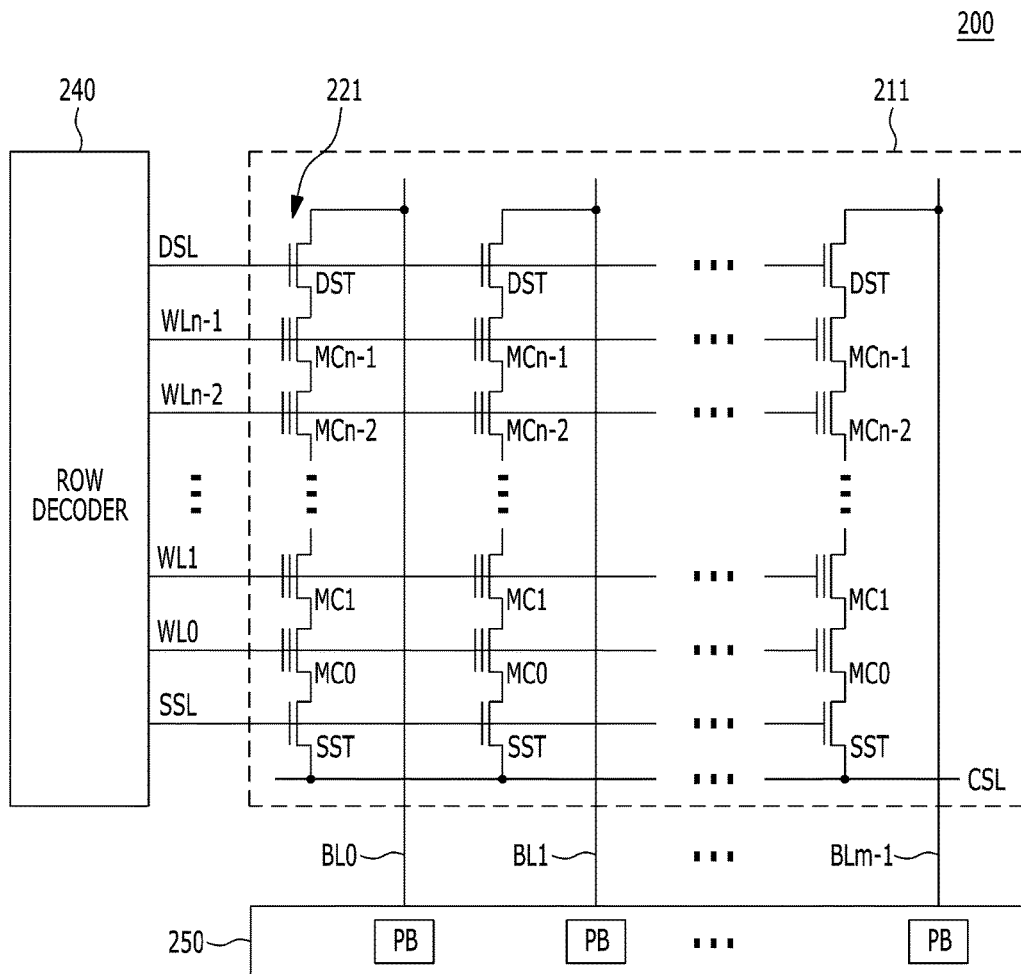 200
240
221
211
DSL
DST DST DST
WLn-1
MCn-1 MCn-1 MCn-1
WLn-2
MCn-2 MCn-2 MCn-2
ROW
DECODER
WL1
MC1 MC1 MC1
WL0
MC0 MC0 MC0
SSL
SST SST SST
CSL
BL0 BL1 BLm-1
250
PB PB PB